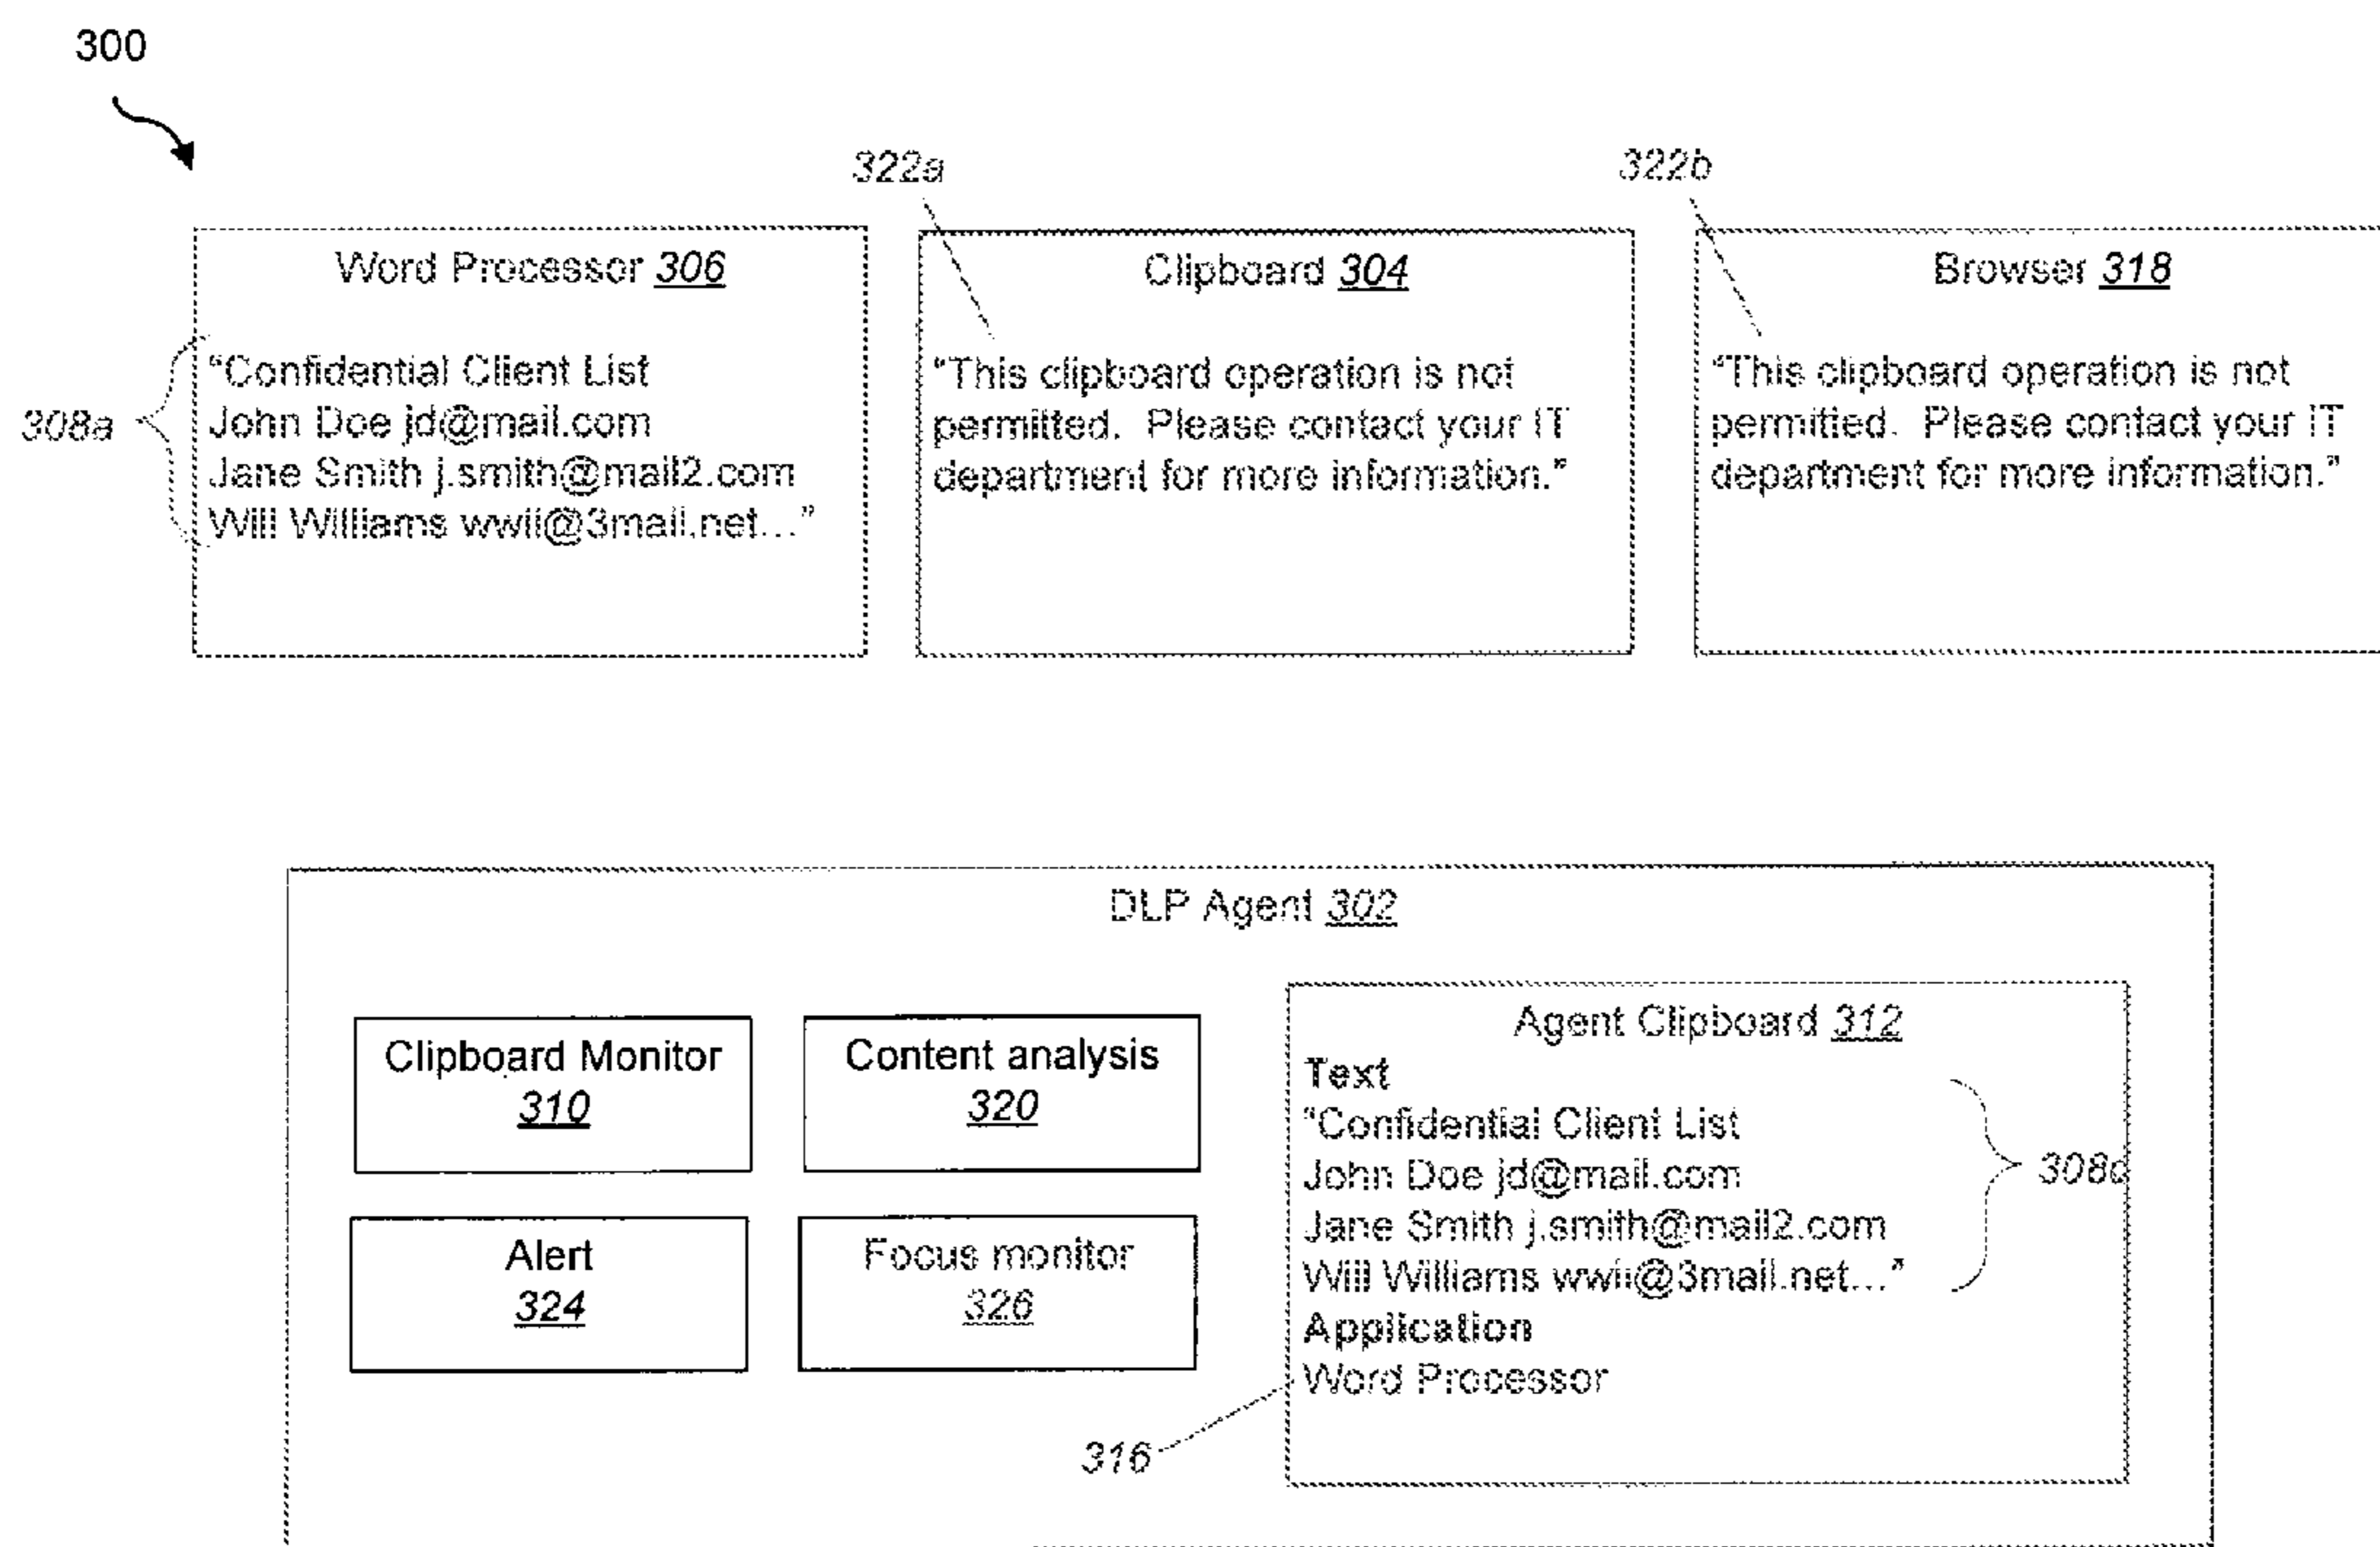 300
322a
322b
Word Processor 306
"Confidential Client List
John Doe jd@mail.com
Jane Smith j.smith@mail2.com
Will Williams wwii@3mail.net…"
308a
Clipboard 304
"This clipboard operation is not
permitted.  Please contact your IT
department for more information."
Browser 318
"This clipboard operation is not
permitted.  Please contact your IT
department for more information."
DLP Agent 302
Clipboard Monitor
310
Content analysis
320
Alert
324
Focus monitor
326
Agent Clipboard 312
Text
"Confidential Client List
John Doe jd@mail.com
Jane Smith j.smith@mail2.com
Will Williams wwii@3mail.net…"
308c
Application
Word Processor
316